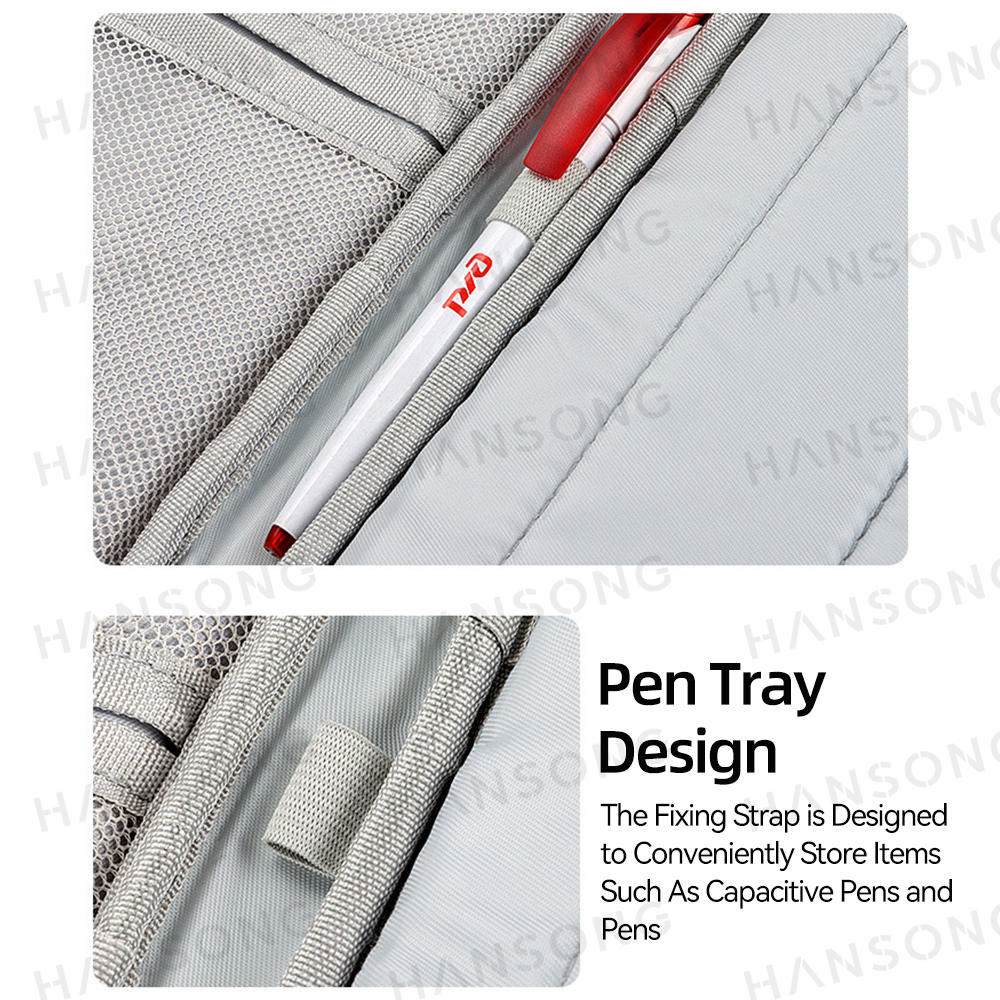 HANSONG
РЖД
Pen Tray
Design
The Fixing Strap is Designed
to Conveniently Store Items
Such As Capacitive Pens and
Pens